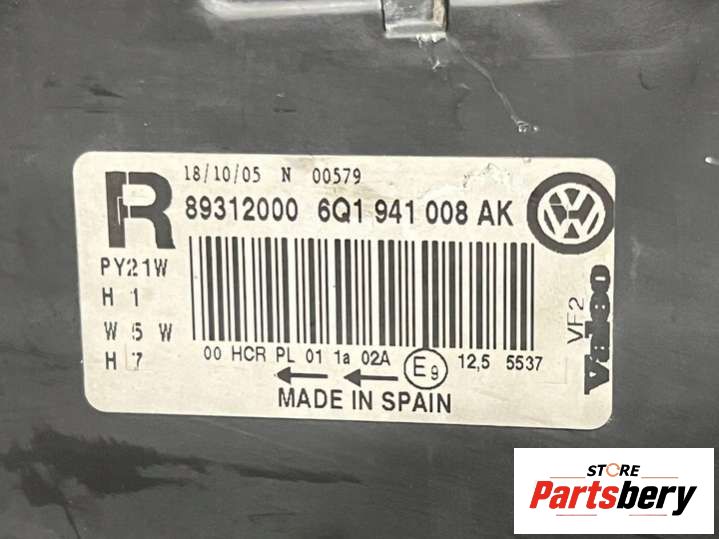 18/10/05 N 00579
R 89312000 6Q1 941 008 AK
PY21W
H 1
W 5 W
H 7
00 HCR PL 01 1a 02A E9 12,5 5537
MADE IN SPAIN
VF2
Valeo
STORE
Partsbery